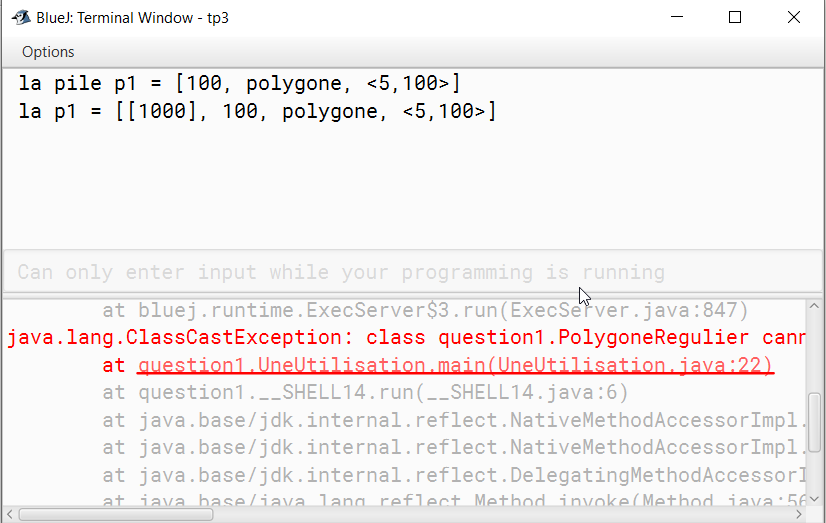 BlueJ: Terminal Window - tp3
Options
la pile p1 = [100, polygone, <5,100>]
la p1 = [[1000], 100, polygone, <5,100>]
Can only enter input while your programming is running
at bluej.runtime.ExecServer$3.run(ExecServer.java:847)
java.lang.ClassCastException: class question1.PolygoneRegulier cann
at question1.UneUtilisation.main(UneUtilisation.java:22)
at question1.__SHELL14.run(__SHELL14.java:6)
at java.base/jdk.internal.reflect.NativeMethodAccessorImpl.
at java.base/jdk.internal.reflect.NativeMethodAccessorImpl.
at java.base/jdk.internal.reflect.DelegatingMethodAccessorI
at java.base/java.lang.reflect.Method.invoke(Method.java:56